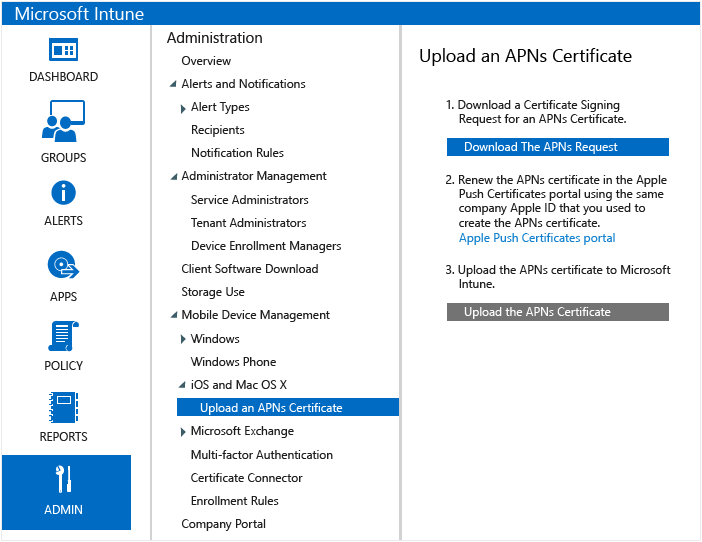 Microsoft Intune
DASHBOARD
GROUPS
ALERTS
APPS
POLICY
REPORTS
ADMIN
Administration
Overview
Alerts and Notifications
Alert Types
Recipients
Notification Rules
Administrator Management
Service Administrators
Tenant Administrators
Device Enrollment Managers
Client Software Download
Storage Use
Mobile Device Management
Windows
Windows Phone
iOS and Mac OS X
Upload an APNs Certificate
Microsoft Exchange
Multi-factor Authentication
Certificate Connector
Enrollment Rules
Company Portal
Upload an APNs Certificate
1. Download a Certificate Signing
Request for an APNs Certificate.
Download The APNs Request
2. Renew the APNs certificate in the Apple
Push Certificates portal using the same
company Apple ID that you used to
create the APNs certificate.
Apple Push Certificates portal
3. Upload the APNs certificate to Microsoft
Intune.
Upload the APNs Certificate